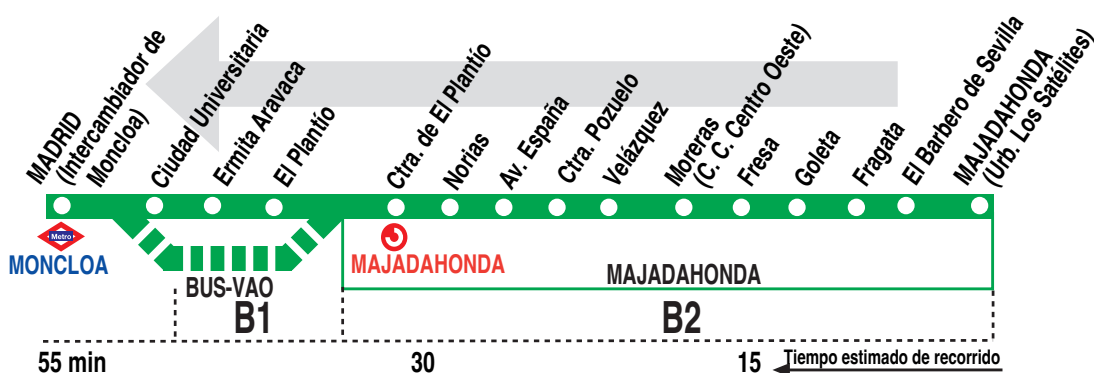 MADRID
(Intercambiador de
Moncloa)
Ciudad Universitaria
Ermita Aravaca
El Plantío
Ctra. de El Plantío
Norias
Av. España
Ctra. Pozuelo
Velázquez
Moreras
(C. C. Centro Oeste)
Fresa
Goleta
Fragata
El Barbero de Sevilla
MAJADAHONDA
(Urb. Los Satélites)
Metro
MONCLOA
MAJADAHONDA
MAJADAHONDA
BUS-VAO
B1
B2
55 min
30
15
Tiempo estimado de recorrido